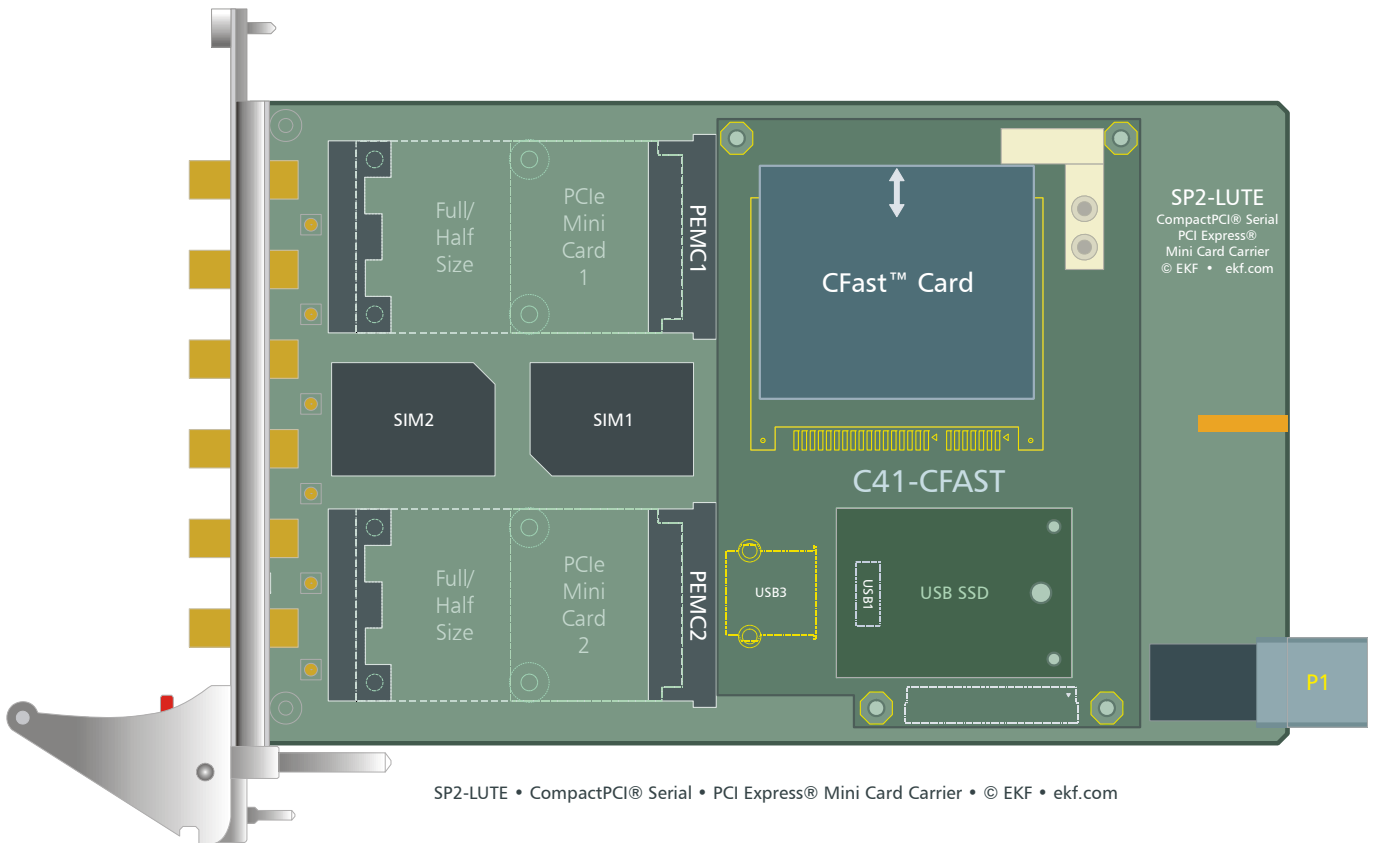 Full/
Half
Size
PCIe
Mini
Card
1
PEMC1
CFast™ Card
SP2-LUTE
CompactPCI® Serial
PCI Express®
Mini Card Carrier
© EKF • ekf.com
SIM2
SIM1
C41-CFAST
Full/
Half
Size
PCIe
Mini
Card
2
PEMC2
USB3
USB1
USB SSD
P1
SP2-LUTE • CompactPCI® Serial • PCI Express® Mini Card Carrier • © EKF • ekf.com